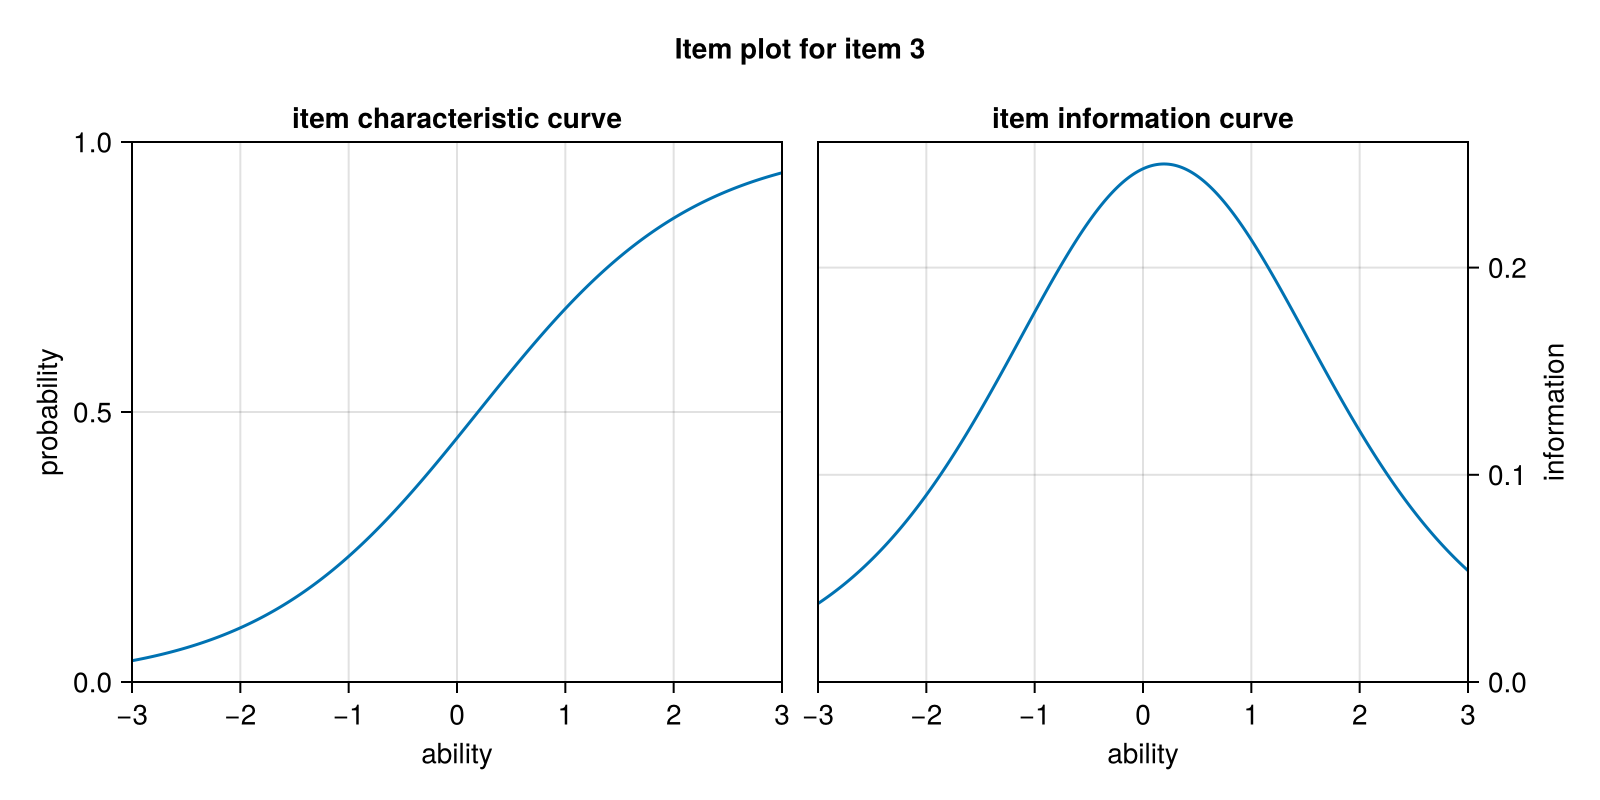 Item plot for item 3
item characteristic curve
item information curve
probability
1.0
0.5
0.0
−3 −2 −1 0 1 2 3
ability
−3 −2 −1 0 1 2 3
ability
0.2
0.1
0.0
information